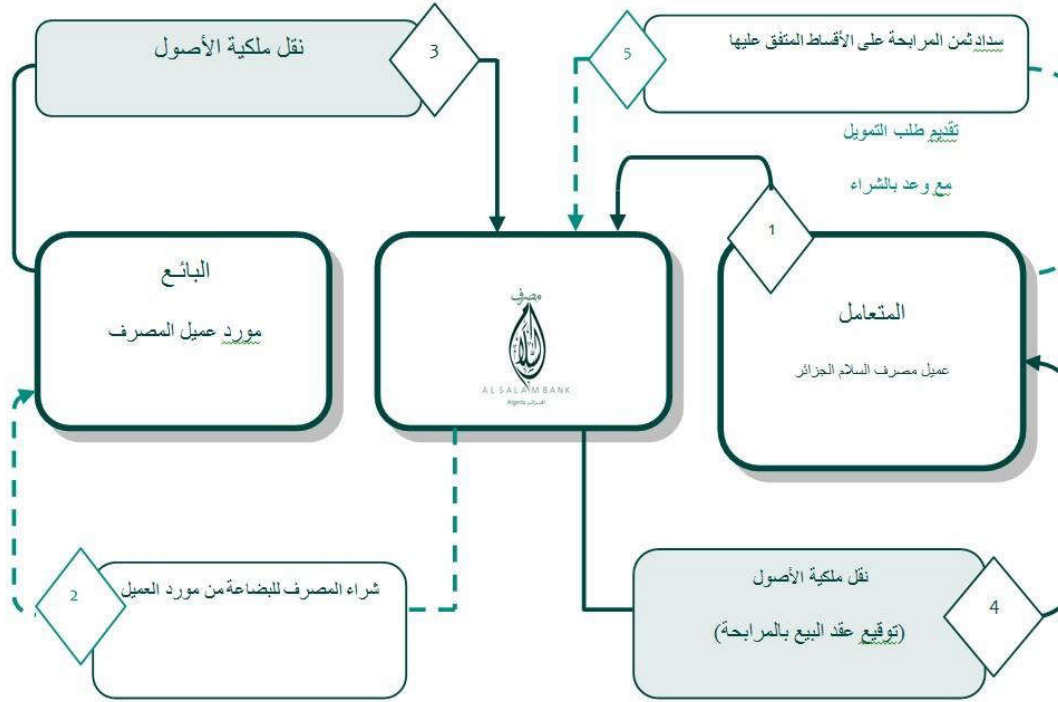 نقل ملكية الأصول
3
5
سداد ثمن المرابحة على الأقساط المتفق عليها
تقديم طلب التمويل
مع وعد بالشراء
1
البائـع
مورد عميل المصرف
مصرف
السلام
AL SALAM BANK
Algeria الجزائر
المتعامل
عميل مصرف السلام الجزائر
2
شراء المصرف للبضاعة من مورد العميل
نقل ملكية الأصول
(توقيع عقد البيع بالمرابحة)
4